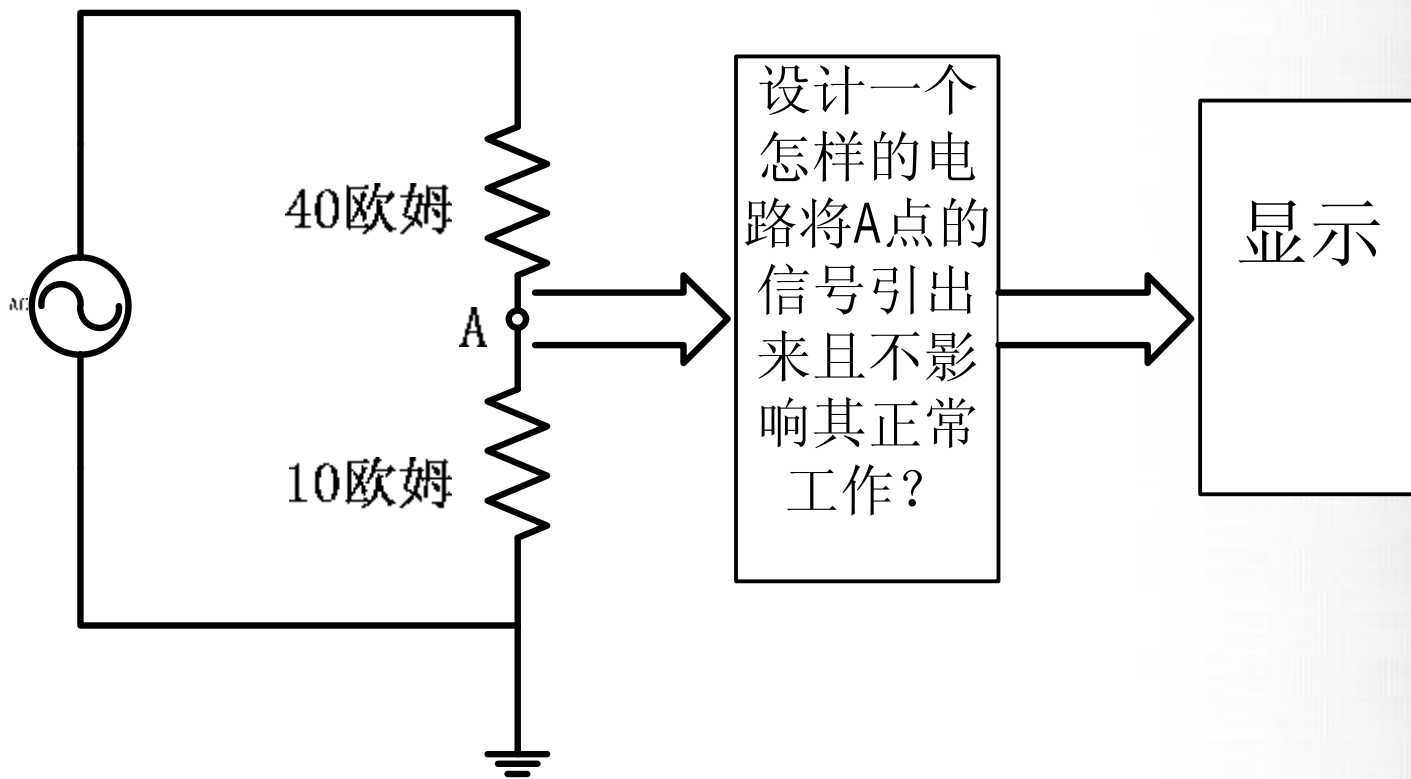 40欧姆
AC
A
10欧姆
设计一个
怎样的电
路将A点的
信号引出
来且不影
响其正常
工作？
显示